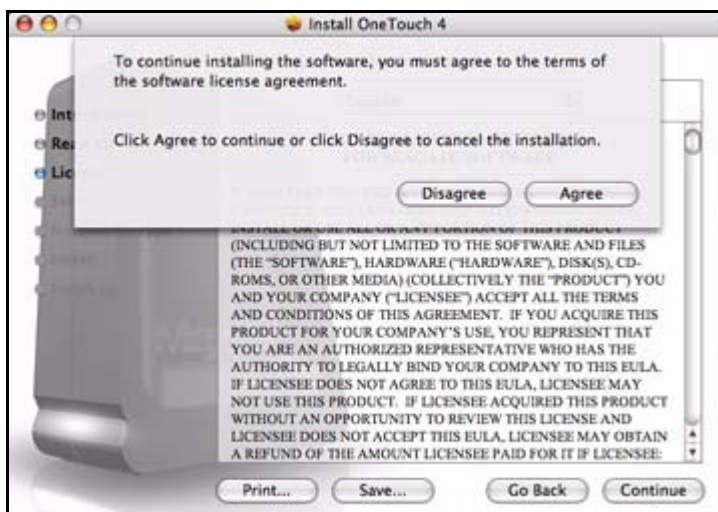 Install OneTouch 4
To continue installing the software, you must agree to the terms of
the software license agreement.
Click Agree to continue or click Disagree to cancel the installation.
Disagree
Agree
Int
Rea
Lic
INSTALL OR USE ALL OR ANY PORTION OF THIS PRODUCT
(INCLUDING BUT NOT LIMITED TO THE SOFTWARE AND FILES
(THE "SOFTWARE"), HARDWARE ("HARDWARE"), DISK(S), CD-
ROMS, OR OTHER MEDIA) (COLLECTIVELY THE "PRODUCT") YOU
AND YOUR COMPANY ("LICENSEE") ACCEPT ALL THE TERMS
AND CONDITIONS OF THIS AGREEMENT. IF YOU ACQUIRE THIS
PRODUCT FOR YOUR COMPANY'S USE, YOU REPRESENT THAT
YOU ARE AN AUTHORIZED REPRESENTATIVE WHO HAS THE
AUTHORITY TO LEGALLY BIND YOUR COMPANY TO THIS EULA.
IF LICENSEE DOES NOT AGREE TO THIS EULA, LICENSEE MAY
NOT USE THIS PRODUCT. IF LICENSEE ACQUIRED THIS PRODUCT
WITHOUT AN OPPORTUNITY TO REVIEW THIS LICENSE AND
LICENSEE DOES NOT ACCEPT THIS EULA, LICENSEE MAY OBTAIN
A REFUND OF THE AMOUNT LICENSEE PAID FOR IT IF LICENSEE:
Print...
Save...
Go Back
Continue